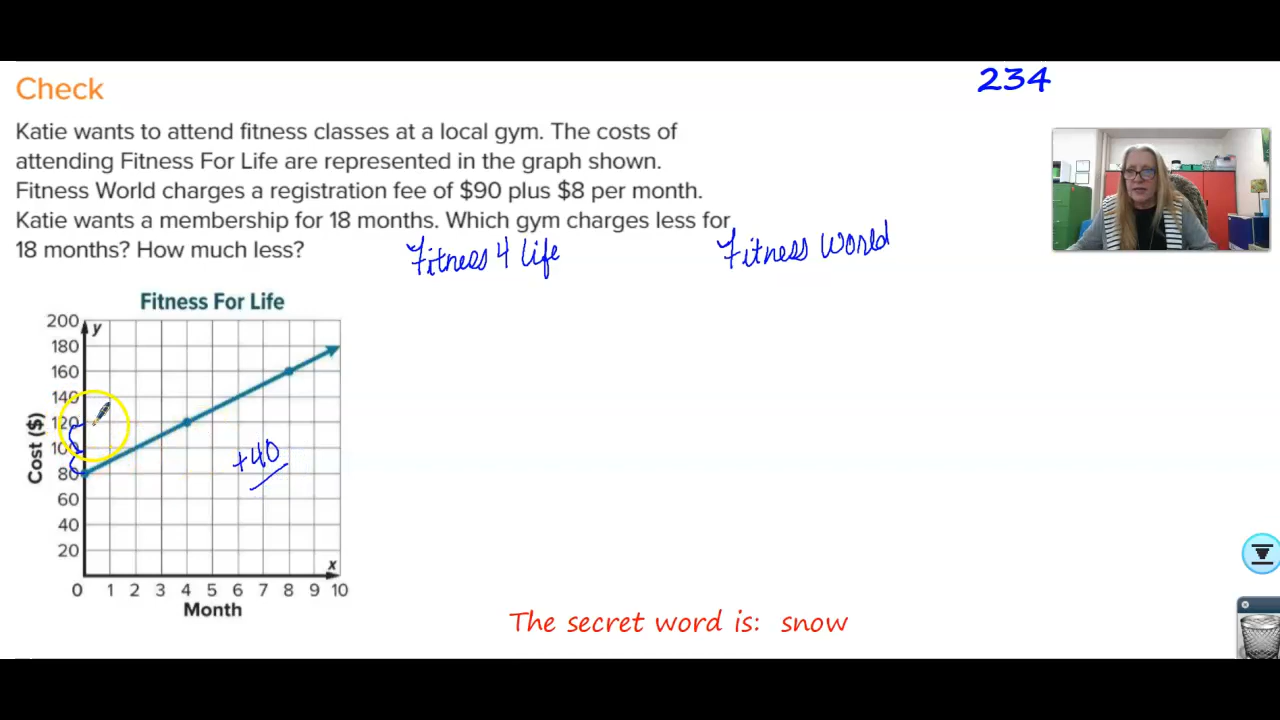 234
Check
Katie wants to attend fitness classes at a local gym. The costs of
attending Fitness For Life are represented in the graph shown.
Fitness World charges a registration fee of $90 plus $8 per month.
Katie wants a membership for 18 months. Which gym charges less for
18 months? How much less?
Fitness 4 life
Fitness World
Fitness For Life
200
y
180
160
140
120
100
80
60
40
20
Cost ($)
+40
x
0 1 2 3 4 5 6 7 8 9 10
Month
The secret word is: snow